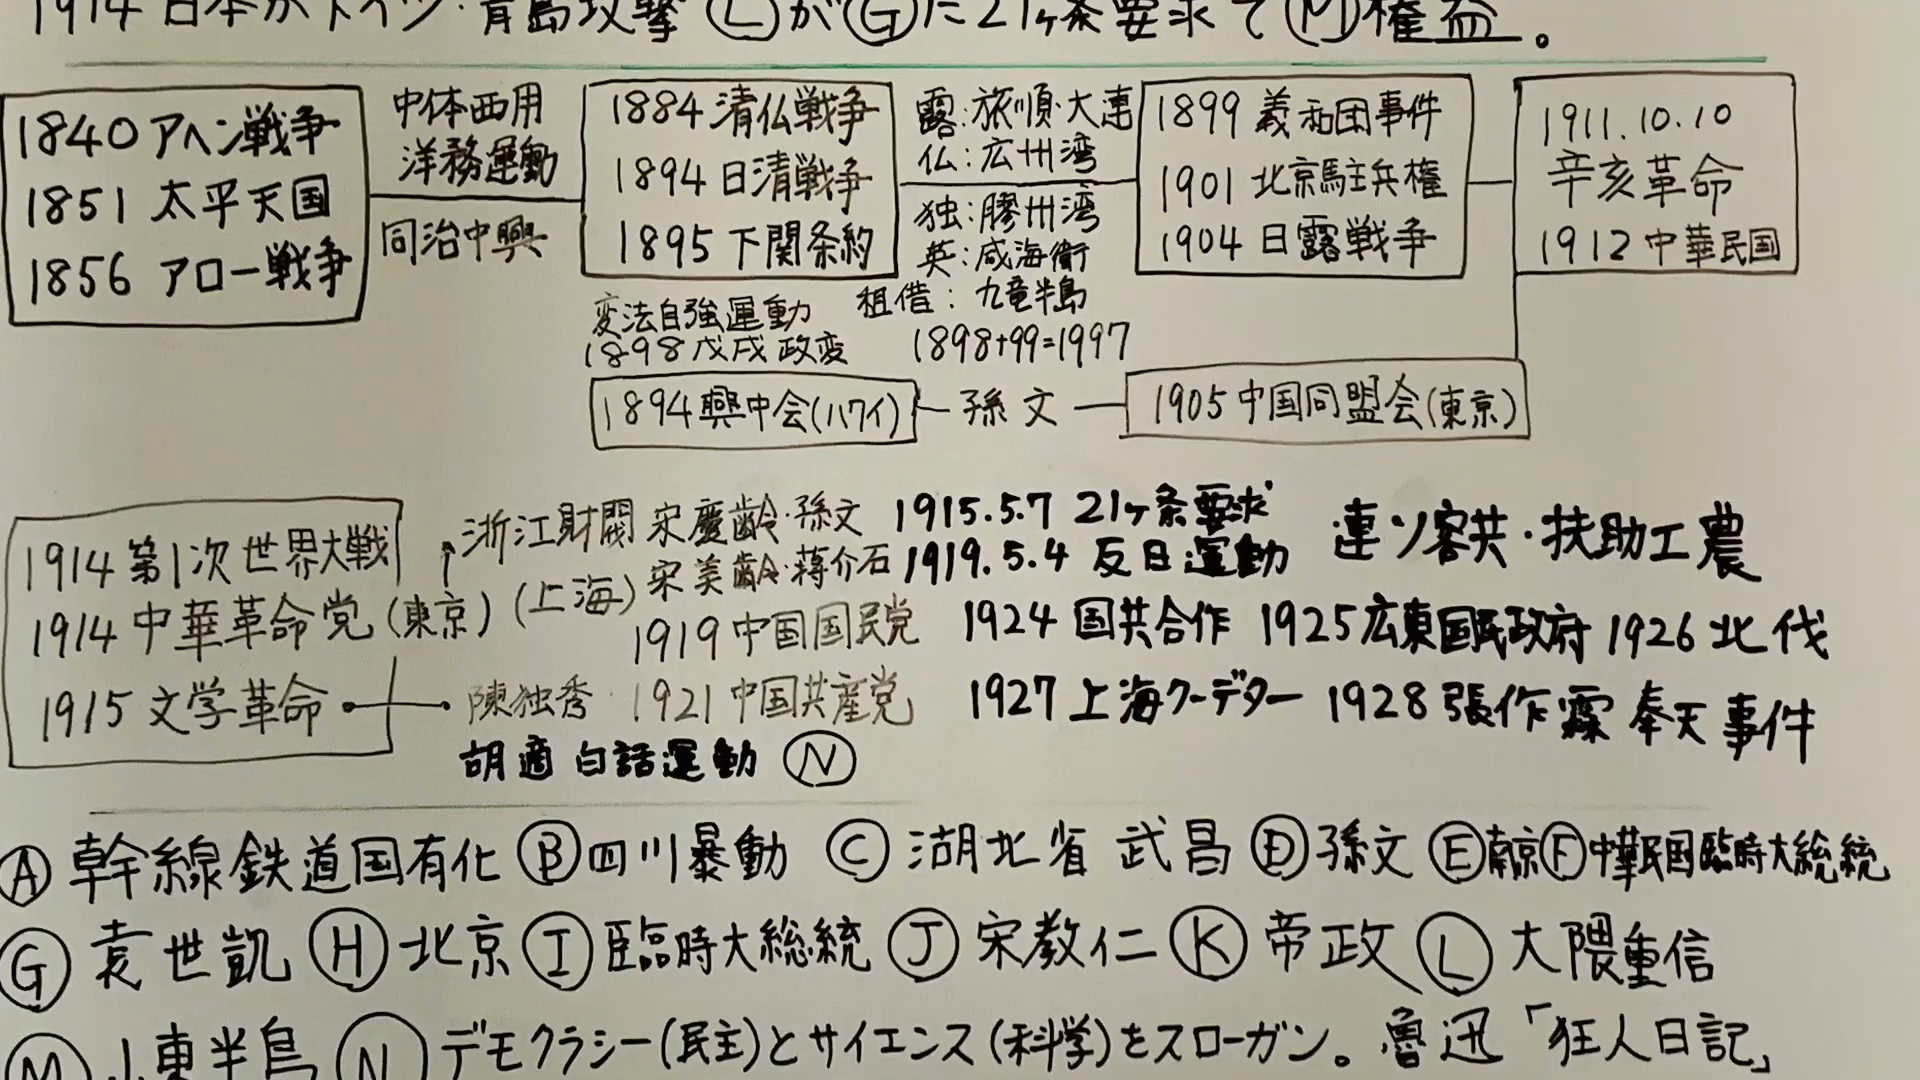 1914 日本がドイツ・青島攻撃 Ⓛが Ⓖに21ヶ条要求で Ⓜ権益。
1840 アヘン戦争
1851 太平天国
1856 アロー戦争
中体西用
洋務運動
同治中興
1884 清仏戦争
1894 日清戦争
1895 下関条約
露:旅順・大連
仏:広州湾
独:膠州湾
英:威海衛
租借: 九竜半島
1898+99=1997
変法自強運動
1898 戊戌政変
1899 義和団事件
1901 北京駐兵権
1904 日露戦争
1911.10.10
辛亥革命
1912 中華民国
1894 興中会(ハワイ) 孫文 1905 中国同盟会(東京)
1914 第1次世界大戦
1914 中華革命党 (東京) (上海)
1915 文学革命
浙江財閥 宋慶齢・孫文
宋美齢・蒋介石
1919 中国国民党
陳独秀・1921 中国共産党
胡適 白話運動 Ⓝ
1915.5.7 21ヶ条要求
1919.5.4 反日運動
連ソ容共・扶助工農
1924 国共合作 1925 広東国民政府 1926 北伐
1927 上海クーデター 1928 張作霖 奉天事件
Ⓐ 幹線鉄道国有化 Ⓑ 四川暴動 Ⓒ 湖北省 武昌 Ⓓ 孫文 Ⓔ 南京 Ⓕ 中華民国臨時大総統
Ⓖ 袁世凱 Ⓗ 北京 Ⓘ 臨時大総統 Ⓙ 宋教仁 Ⓚ 帝政 Ⓛ 大隈重信
Ⓜ 山東半島 Ⓝ デモクラシー(民主)とサイエンス(科学)をスローガン。魯迅「狂人日記」